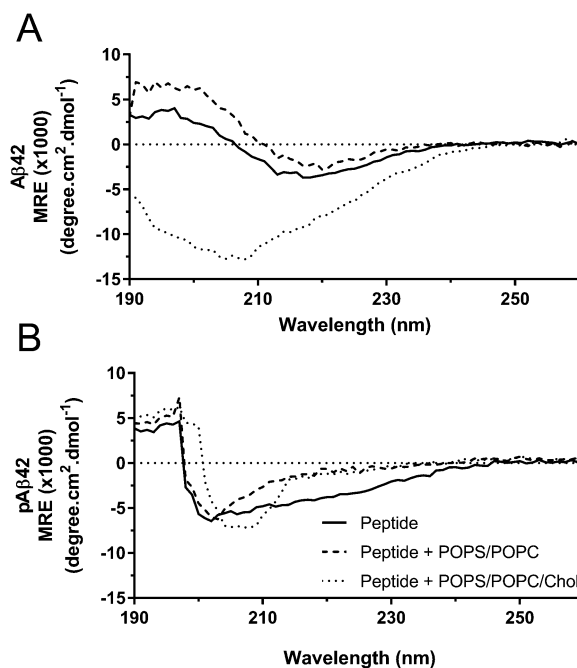 A
Aβ42
MRE (x1000)
(degree.cm².dmol⁻¹)
10
5
0
-5
-10
-15
190
210
230
250
Wavelength (nm)
B
pAβ42
MRE (x1000)
(degree.cm².dmol⁻¹)
10
5
0
-5
-10
-15
Peptide
Peptide + POPS/POPC
Peptide + POPS/POPC/Chol
190
210
230
250
Wavelength (nm)